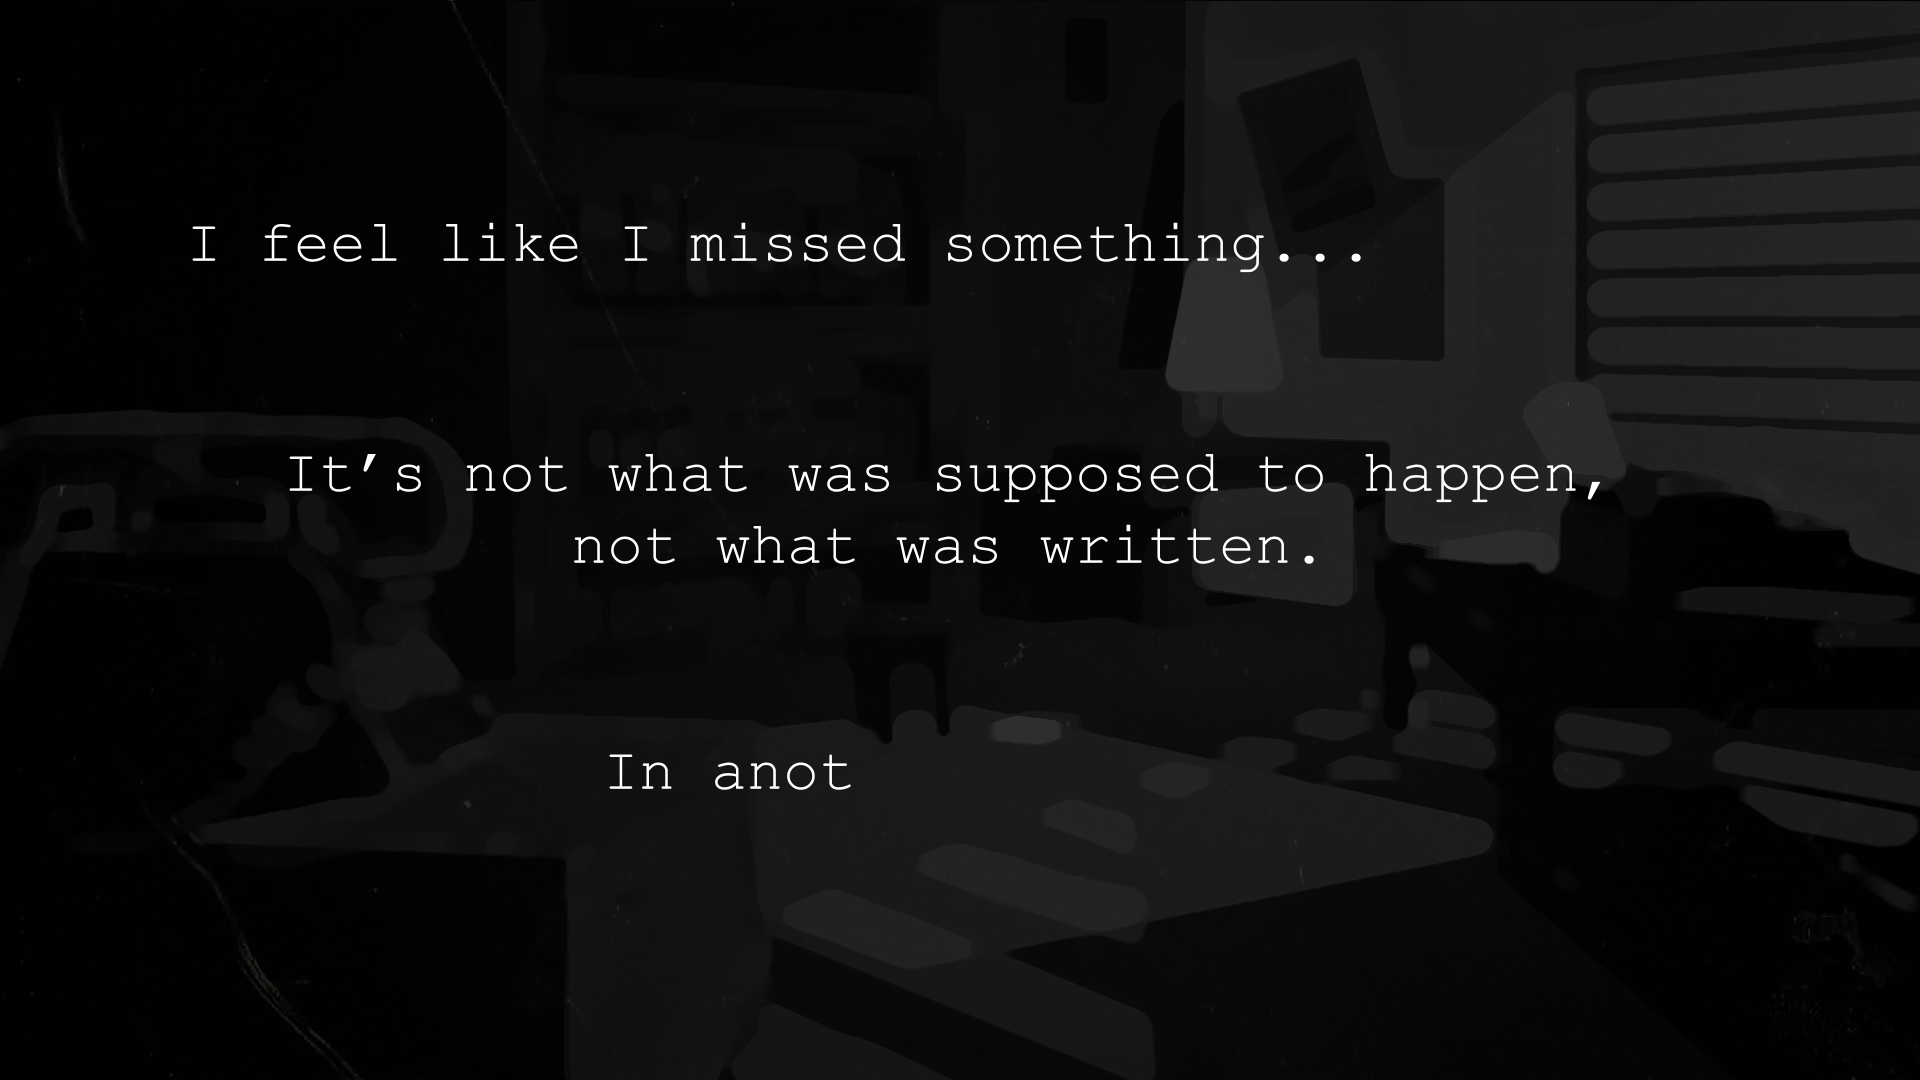 I feel like I missed something...
It’s not what was supposed to happen,
not what was written.
In anot